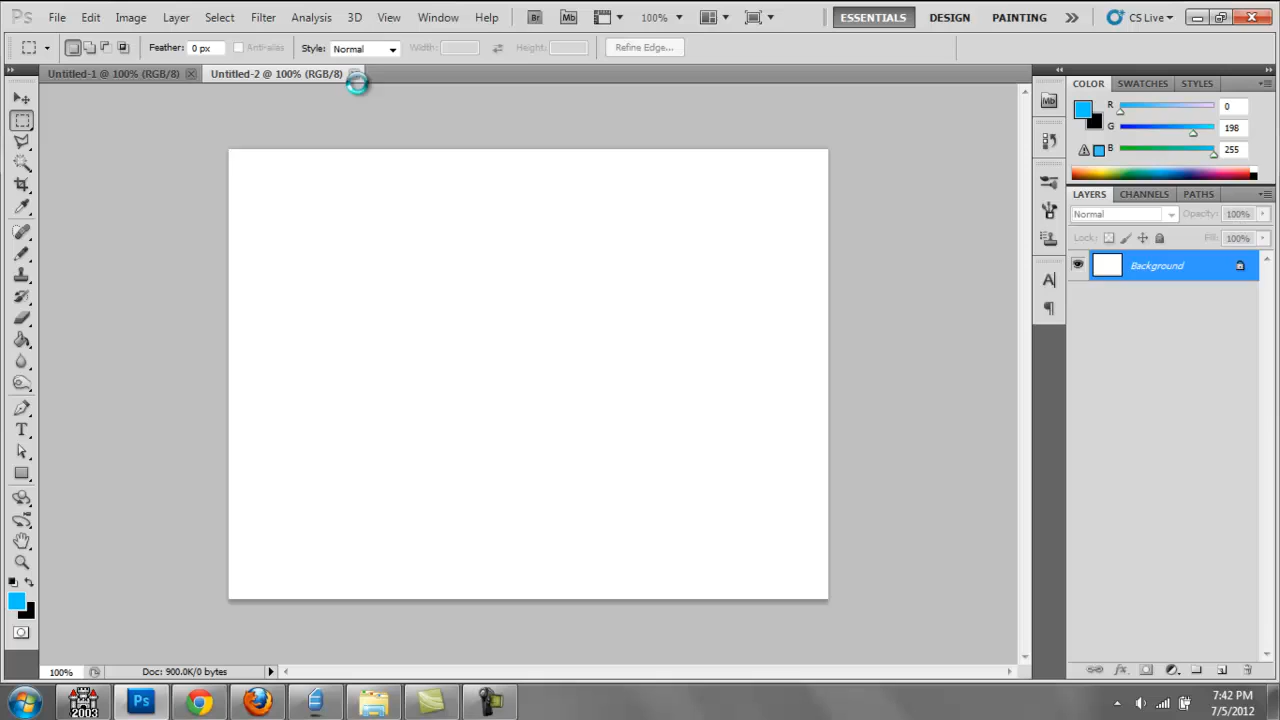 Ps File Edit Image Layer Select Filter Analysis 3D View Window Help Br Mb 100% ESSENTIALS DESIGN PAINTING CS Live
Feather: 0 px Anti-alias Style: Normal Width: Height: Refine Edge...
Untitled-1 @ 100% (RGB/8) Untitled-2 @ 100% (RGB/8)
COLOR SWATCHES STYLES
Mb
R 0
G 198
B 255
LAYERS CHANNELS PATHS
Normal Opacity: 100%
Lock: Fill: 100%
Background
A
T
100% Doc: 900.0K/0 bytes
fx
2003 Ps
7:42 PM
7/5/2012